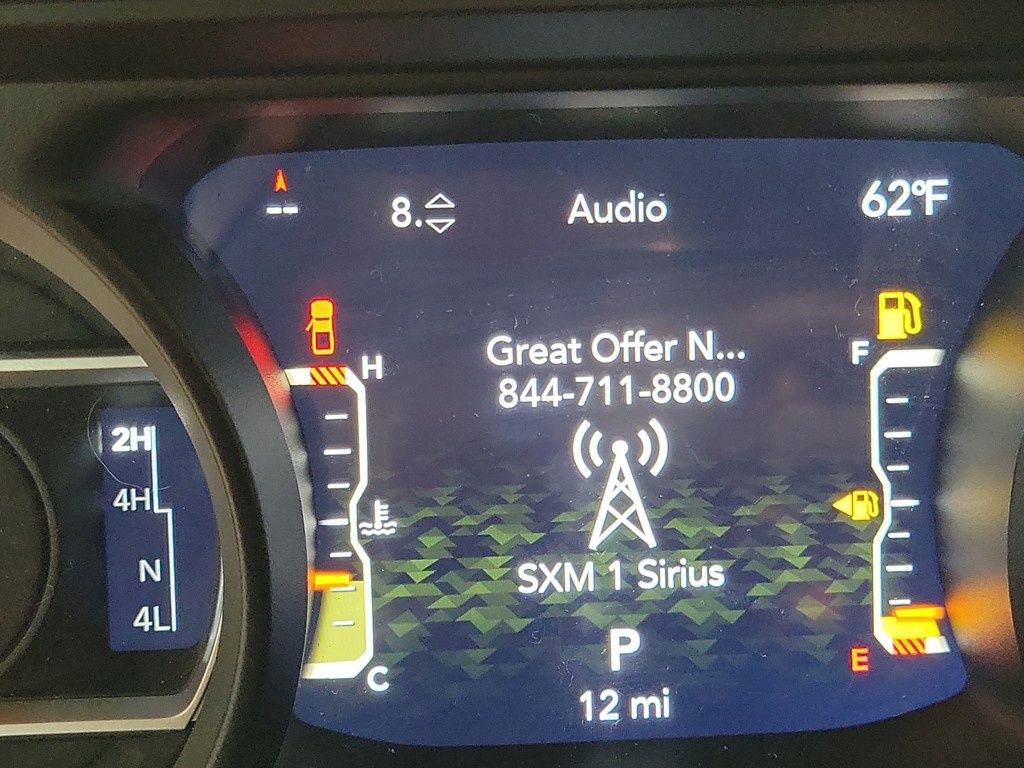 --
8.
Audio
62°F
H
F
Great Offer N...
844-711-8800
2H
4H
N
4L
SXM 1 Sirius
E
C
P
12 mi